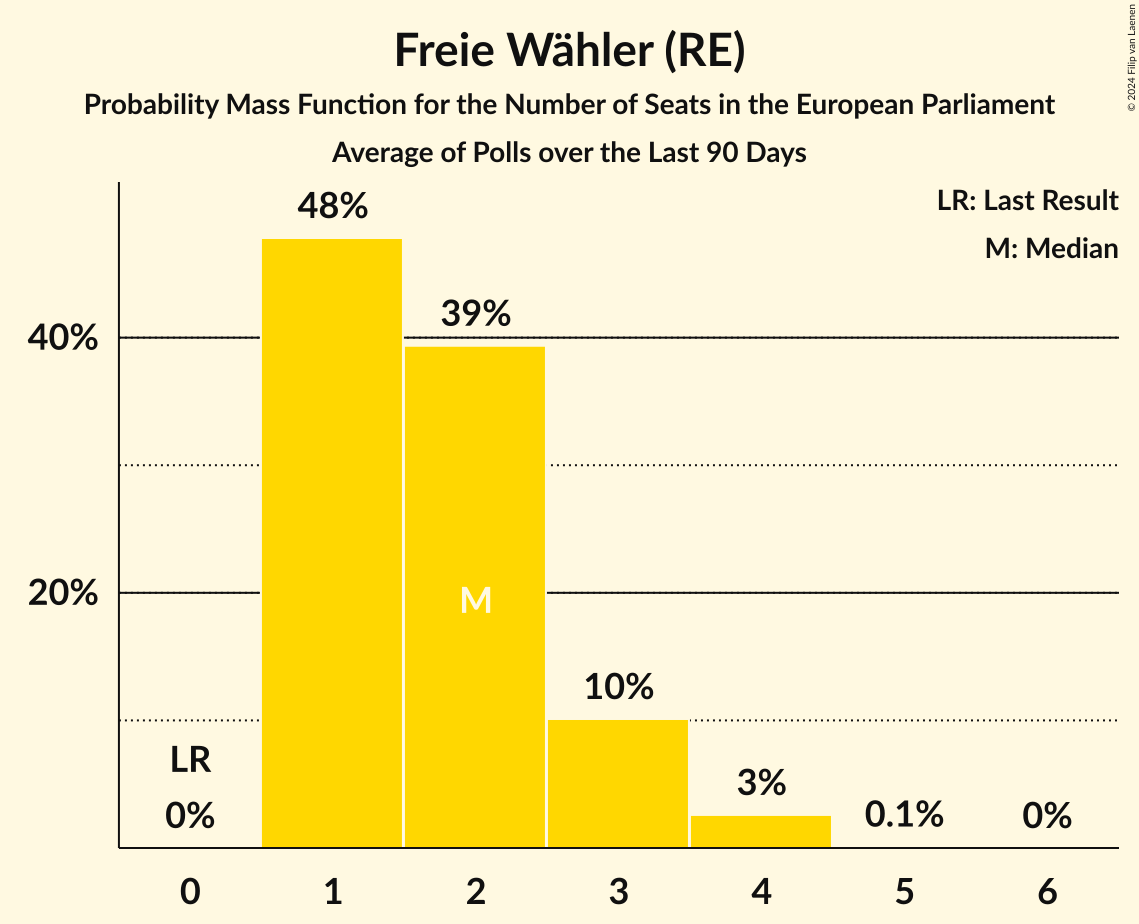 © 2024 Filip van Laenen
Freie Wähler (RE)
Probability Mass Function for the Number of Seats in the European Parliament
Average of Polls over the Last 90 Days
LR: Last Result
M: Median
48%
39%
40%
20%
M
10%
LR
3%
0%
0.1%
0%
0 1 2 3 4 5 6